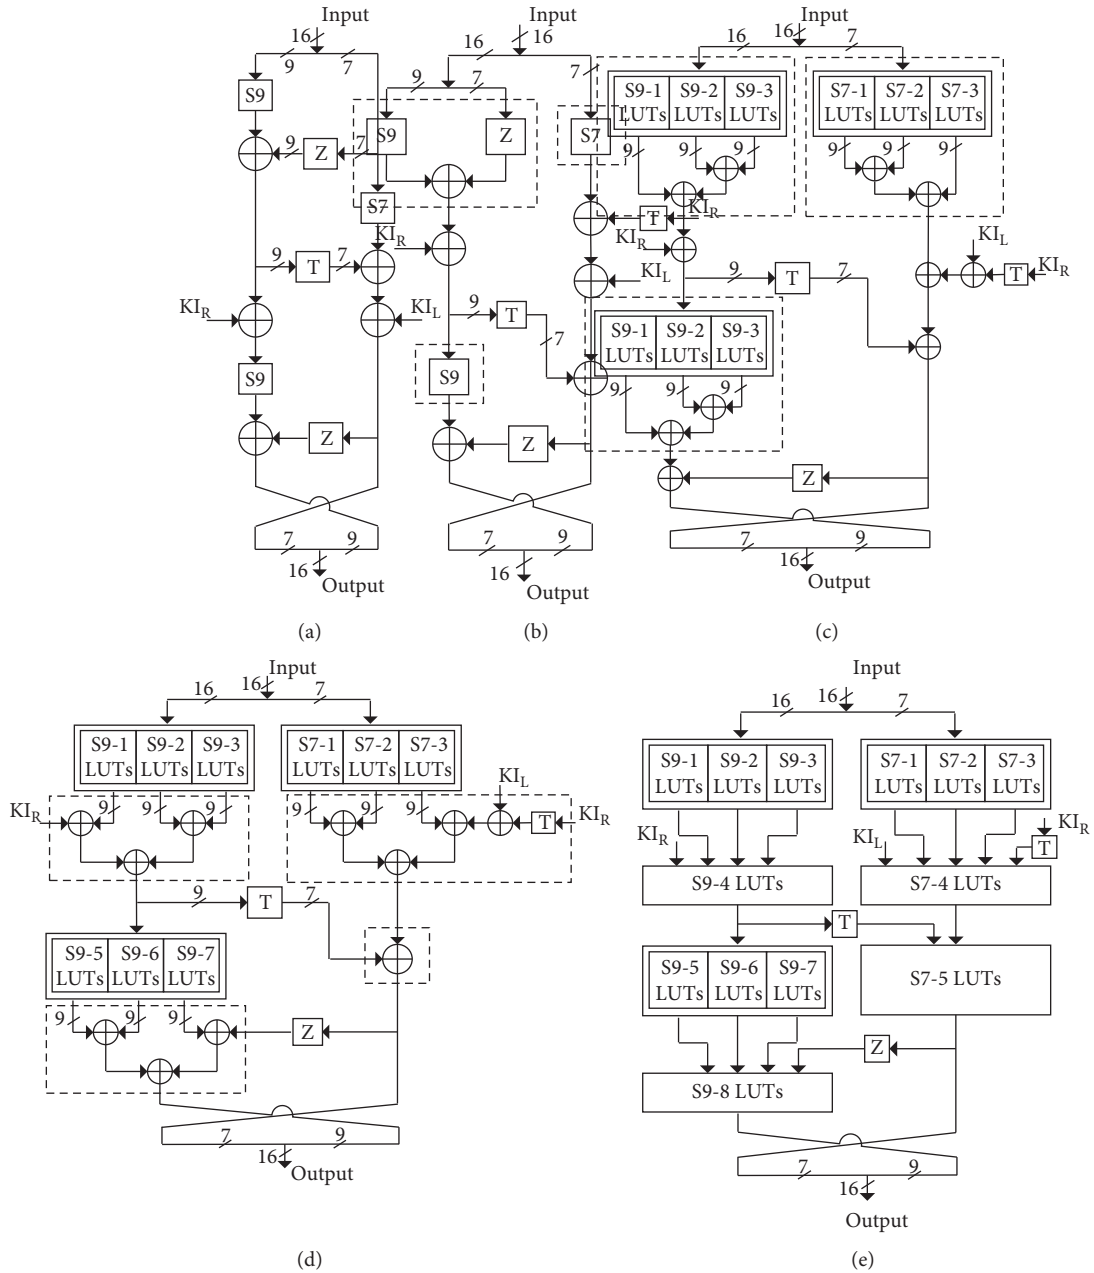 Input
16
9
7
S9
9
Z
7
S7
9
T
7
KI_R
KI_L
S9
Z
7
9
16
Output
(a)
Input
16
16
9
7
7
S9
Z
S7
KI_R
T
KI_R
KI_L
9
T
7
S9
Z
7
9
16
Output
(b)
Input
16
16
7
S9-1 S9-2 S9-3
LUTs LUTs LUTs
S7-1 S7-2 S7-3
LUTs LUTs LUTs
9 9 9
9 9 9
KI_R
KI_L
9
T
7
T
KI_R
S9-1 S9-2 S9-3
LUTs LUTs LUTs
9 9 9
Z
7
9
16
Output
(c)
Input
16
16
7
S9-1 S9-2 S9-3
LUTs LUTs LUTs
S7-1 S7-2 S7-3
LUTs LUTs LUTs
KI_L
KI_R
9 9 9
9 9 9
T
KI_R
9
T
7
S9-5 S9-6 S9-7
LUTs LUTs LUTs
9 9 9
Z
7
9
16
Output
(d)
Input
16
16
7
S9-1 S9-2 S9-3
LUTs LUTs LUTs
S7-1 S7-2 S7-3
LUTs LUTs LUTs
KI_R
KI_L
KI_R
T
S9-4 LUTs
S7-4 LUTs
T
S9-5 S9-6 S9-7
LUTs LUTs LUTs
S7-5 LUTs
Z
S9-8 LUTs
7
9
16
Output
(e)